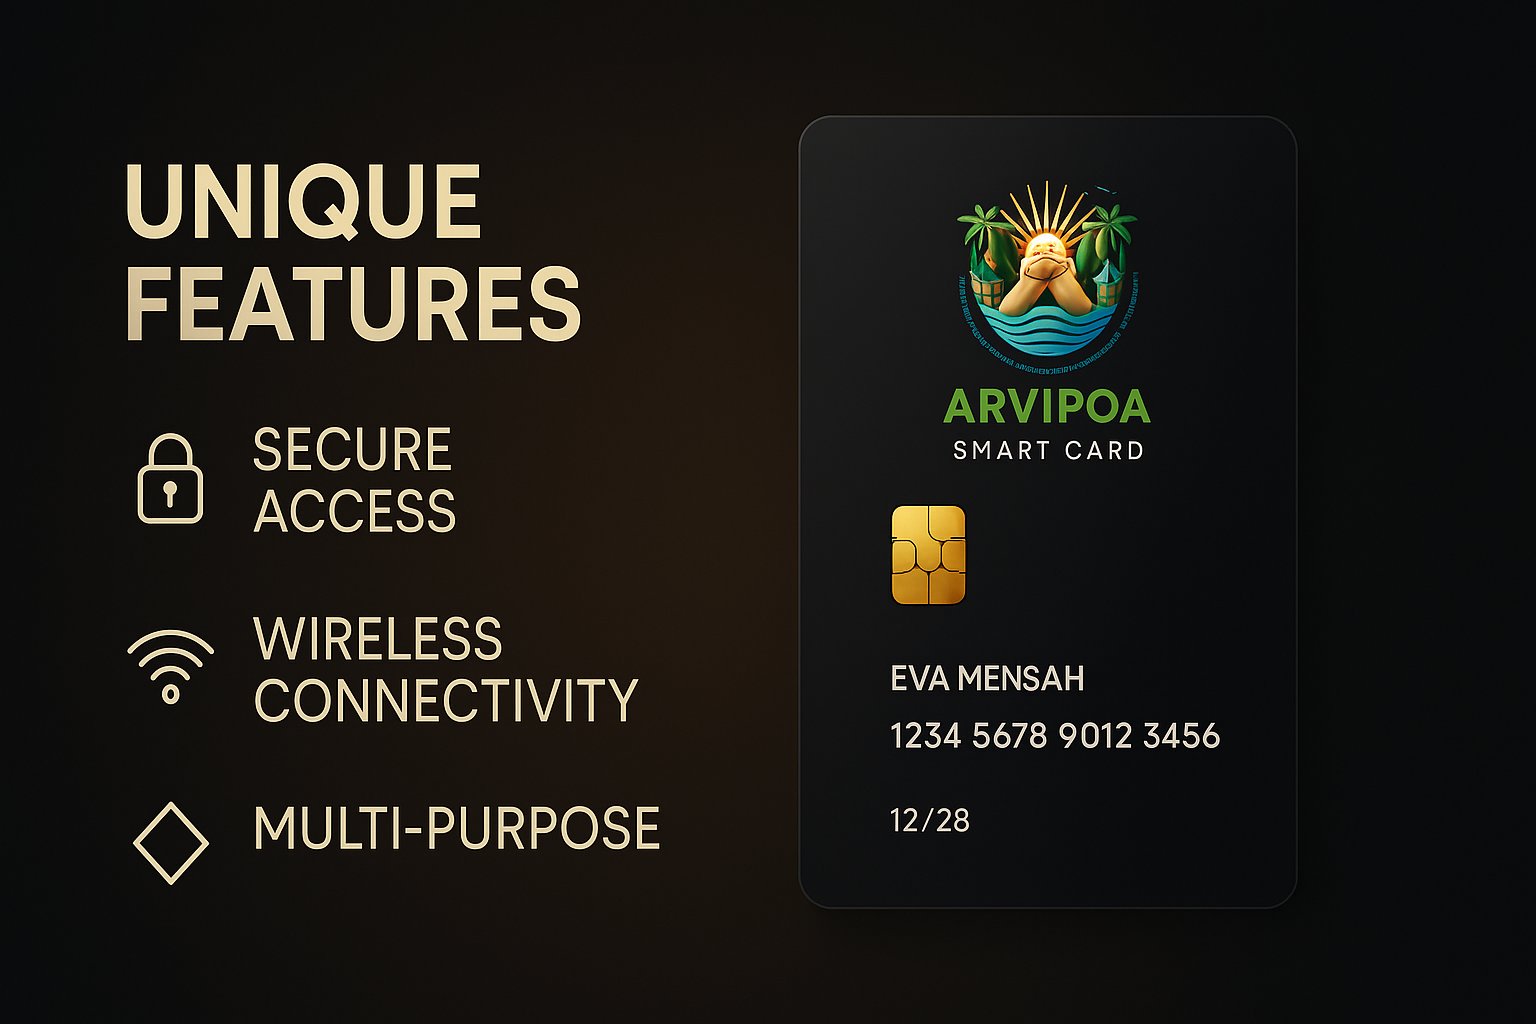 UNIQUE
FEATURES
SECURE
ACCESS
WIRELESS
CONNECTIVITY
MULTI-PURPOSE
ARVIPOA
SMART CARD
EVA MENSAH
1234 5678 9012 3456
12/28